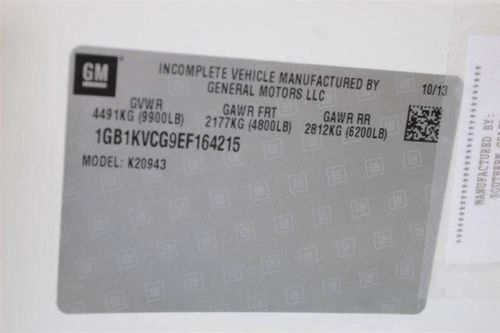 GM
INCOMPLETE VEHICLE MANUFACTURED BY
GENERAL MOTORS LLC
10/13
GVWR GAWR FRT GAWR RR
4491KG (9900LB) 2177KG (4800LB) 2812KG (6200LB)
1GB1KVCG9EF164215
MODEL: K20943
MANUFACTURED BY:
SOUTHERN